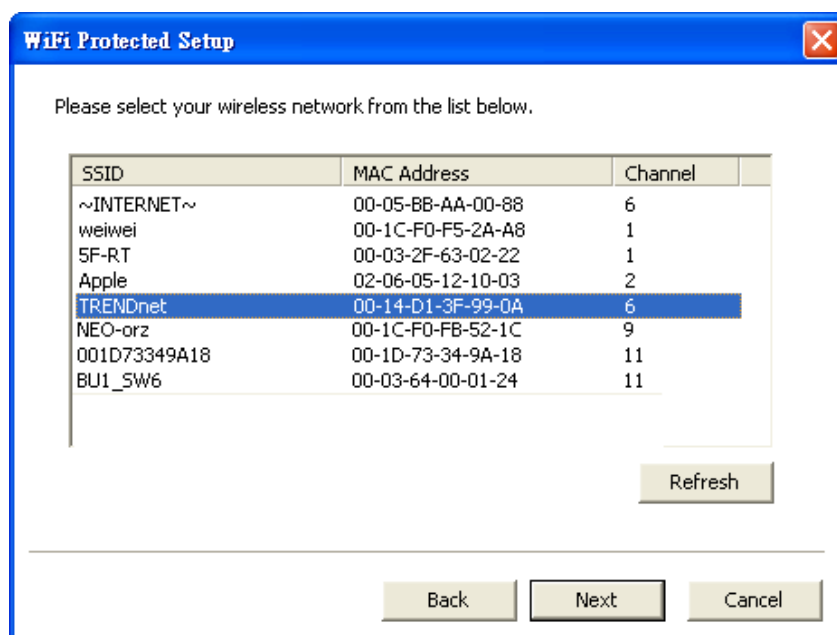 WiFi Protected Setup
Please select your wireless network from the list below.
SSID MAC Address Channel
~INTERNET~ 00-05-BB-AA-00-88 6
weiwei 00-1C-F0-F5-2A-A8 1
5F-RT 00-03-2F-63-02-22 1
Apple 02-06-05-12-10-03 2
TRENDnet 00-14-D1-3F-99-0A 6
NEO-orz 00-1C-F0-FB-52-1C 9
001D73349A18 00-1D-73-34-9A-18 11
BU1_SW6 00-03-64-00-01-24 11
Refresh
Back Next Cancel